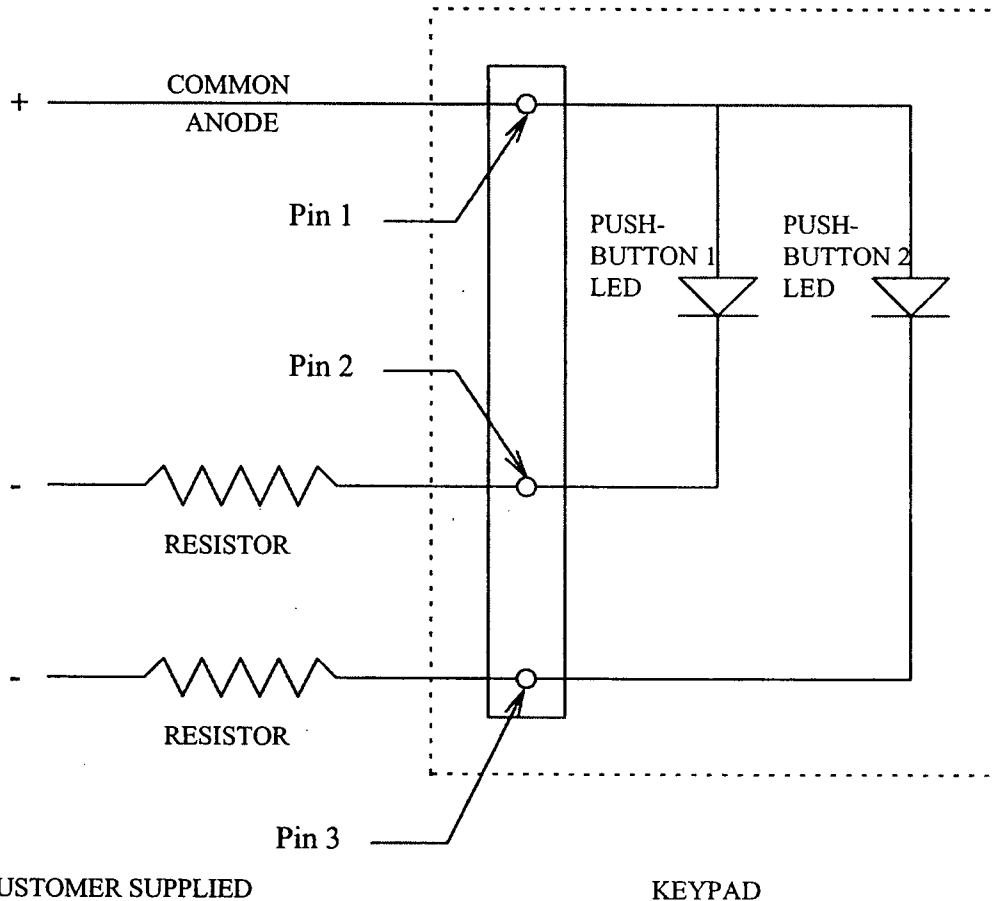 COMMON
+
ANODE
Pin 1
PUSH-
BUTTON 1
LED
PUSH-
BUTTON 2
LED
Pin 2
-
RESISTOR
-
RESISTOR
Pin 3
USTOMER SUPPLIED
KEYPAD